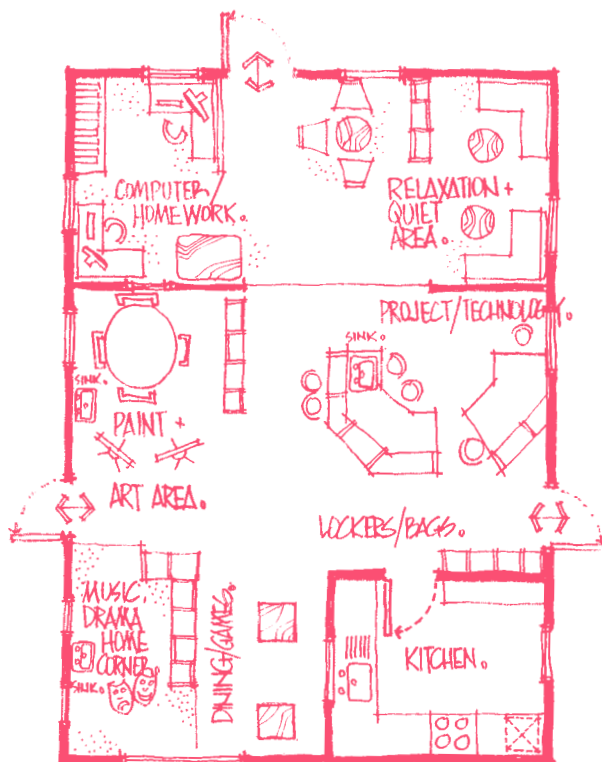 COMPUTER/
HOMEWORK.
RELAXATION +
QUIET
AREA.
PROJECT/TECHNOLOGY.
SINK.
SINK.
PAINT +
ART AREA.
LOCKERS/BAGS.
MUSIC,
DRAMA
HOME
CORNER.
SINK.
DINING/GAMES.
KITCHEN.